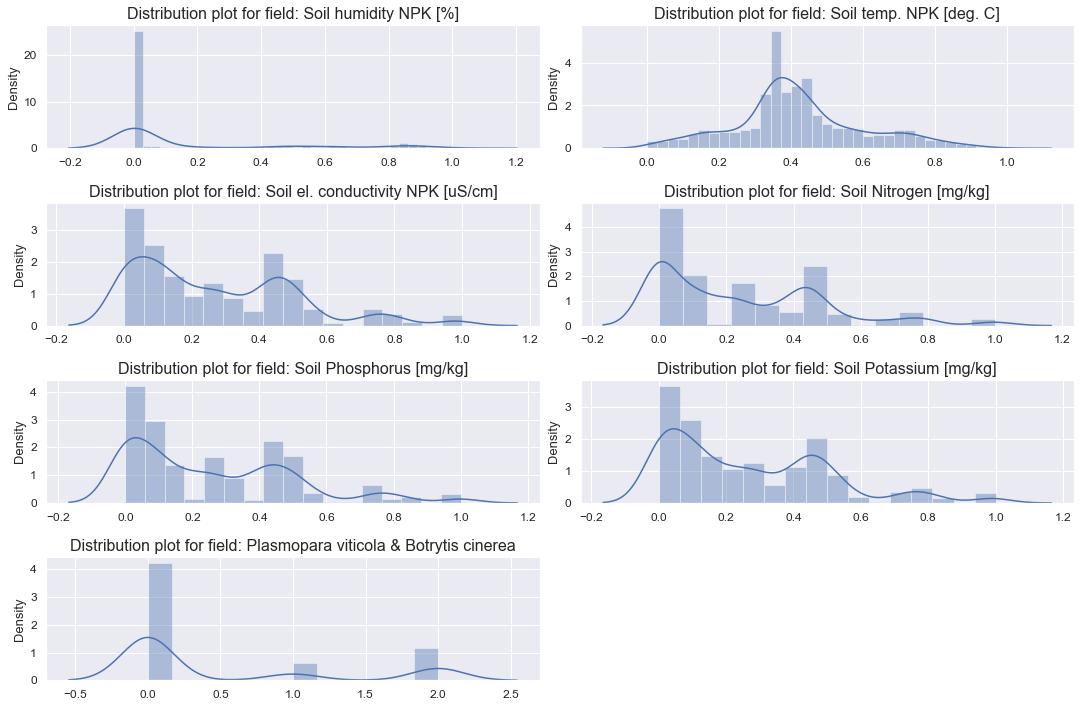 Distribution plot for field: Soil humidity NPK [%]
Density
20
10
0
−0.2 0.0 0.2 0.4 0.6 0.8 1.0 1.2
Distribution plot for field: Soil temp. NPK [deg. C]
Density
4
2
0
0.0 0.2 0.4 0.6 0.8 1.0
Distribution plot for field: Soil el. conductivity NPK [uS/cm]
Density
3
2
1
0
−0.2 0.0 0.2 0.4 0.6 0.8 1.0 1.2
Distribution plot for field: Soil Nitrogen [mg/kg]
Density
4
3
2
1
0
−0.2 0.0 0.2 0.4 0.6 0.8 1.0 1.2
Distribution plot for field: Soil Phosphorus [mg/kg]
Density
4
3
2
1
0
−0.2 0.0 0.2 0.4 0.6 0.8 1.0 1.2
Distribution plot for field: Soil Potassium [mg/kg]
Density
3
2
1
0
−0.2 0.0 0.2 0.4 0.6 0.8 1.0 1.2
Distribution plot for field: Plasmopara viticola & Botrytis cinerea
Density
4
3
2
1
0
−0.5 0.0 0.5 1.0 1.5 2.0 2.5